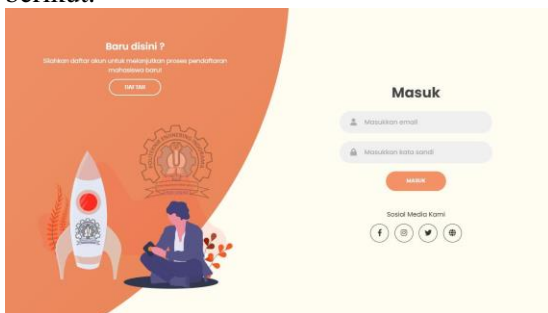 Baru disini ?
Silahkan daftar akun untuk melanjutkan proses pendaftaran
mahasiswa baru!
DAFTAR
Masuk
Masukkan email
Masukkan kata sandi
MASUK
Sosial Media Kami